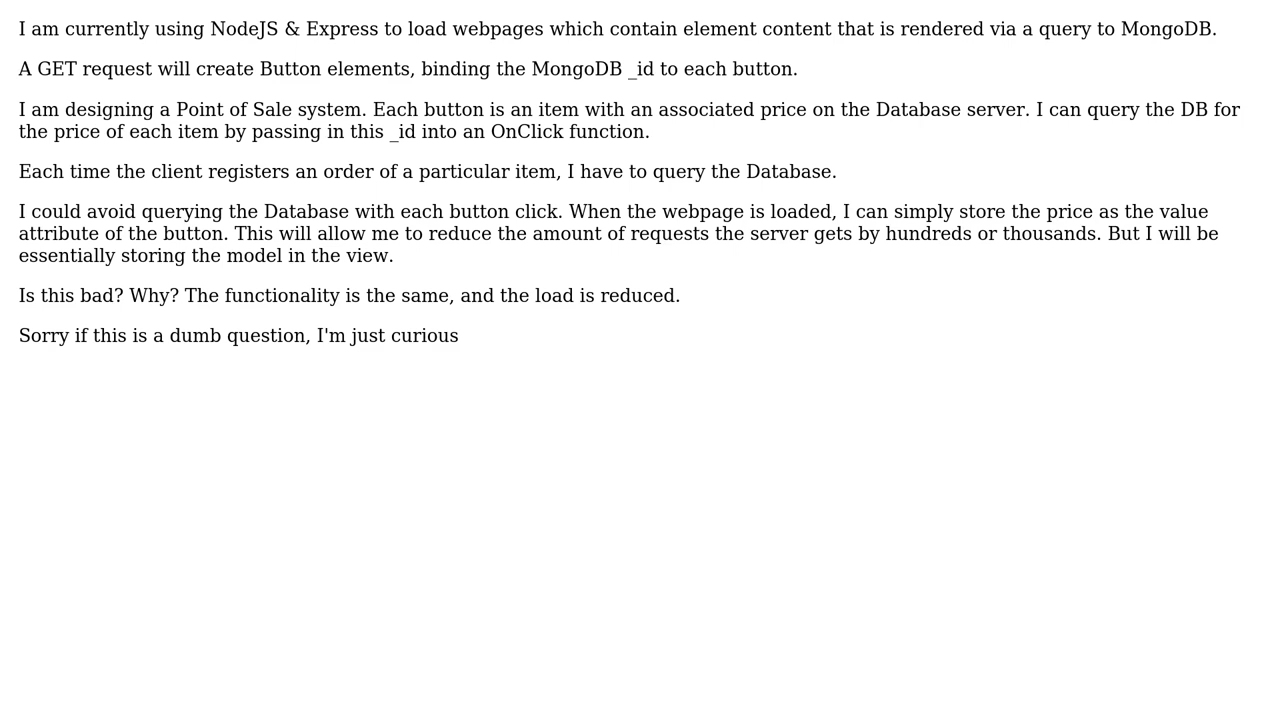 I am currently using NodeJS & Express to load webpages which contain element content that is rendered via a query to MongoDB.
A GET request will create Button elements, binding the MongoDB _id to each button.
I am designing a Point of Sale system. Each button is an item with an associated price on the Database server. I can query the DB for
the price of each item by passing in this _id into an OnClick function.
Each time the client registers an order of a particular item, I have to query the Database.
I could avoid querying the Database with each button click. When the webpage is loaded, I can simply store the price as the value
attribute of the button. This will allow me to reduce the amount of requests the server gets by hundreds or thousands. But I will be
essentially storing the model in the view.
Is this bad? Why? The functionality is the same, and the load is reduced.
Sorry if this is a dumb question, I'm just curious